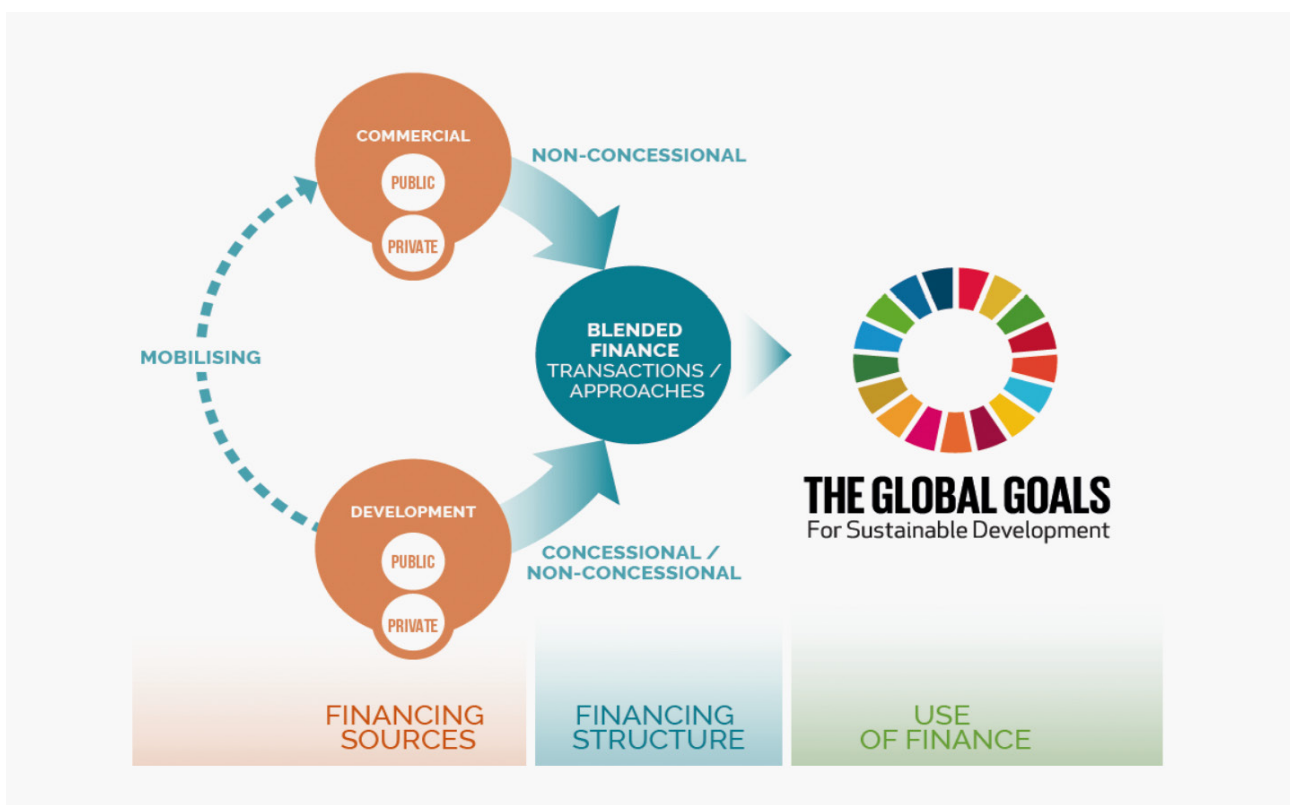 COMMERCIAL
PUBLIC
PRIVATE
NON-CONCESSIONAL
MOBILISING
BLENDED
FINANCE
TRANSACTIONS /
APPROACHES
DEVELOPMENT
PUBLIC
PRIVATE
CONCESSIONAL /
NON-CONCESSIONAL
THE GLOBAL GOALS
For Sustainable Development
FINANCING
SOURCES
FINANCING
STRUCTURE
USE
OF FINANCE